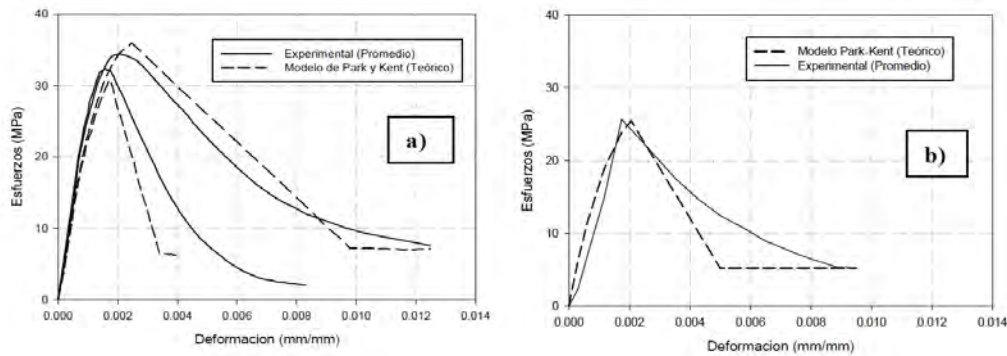 40
30
20
10
0
Esfuerzos (MPa)
Experimental (Promedio)
Modelo de Park y Kent (Teórico)
a)
0.000 0.002 0.004 0.006 0.008 0.010 0.012 0.014
Deformacion (mm/mm)
40
30
20
10
0
Esfuerzos (MPa)
Modelo Park-Kent (Teórico)
Experimental (Promedio)
b)
0.000 0.002 0.004 0.006 0.008 0.010 0.012 0.014
Deformacion (mm/mm)